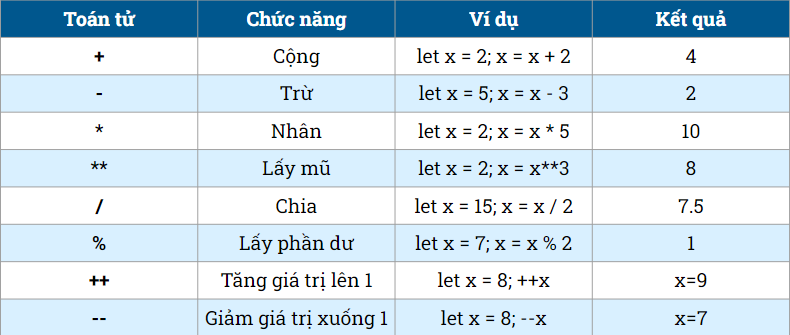 Toán tử Chức năng Ví dụ Kết quả
+ Cộng let x = 2; x = x + 2 4
- Trừ let x = 5; x = x - 3 2
* Nhân let x = 2; x = x * 5 10
** Lấy mũ let x = 2; x = x**3 8
/ Chia let x = 15; x = x / 2 7.5
% Lấy phần dư let x = 7; x = x % 2 1
++ Tăng giá trị lên 1 let x = 8; ++x x=9
-- Giảm giá trị xuống 1 let x = 8; --x x=7